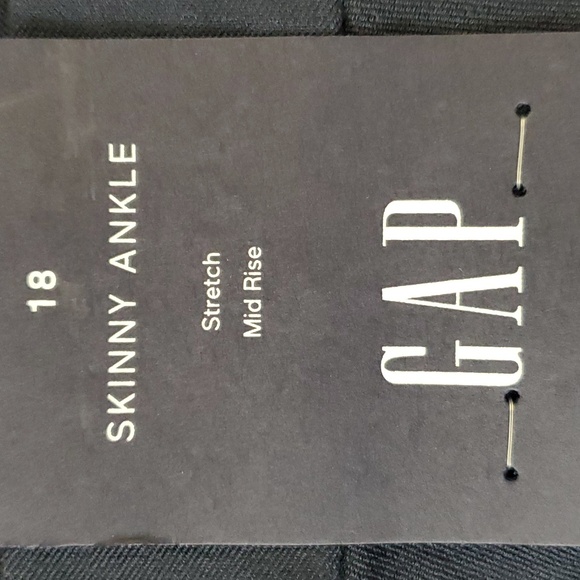 18
SKINNY ANKLE
Stretch
Mid Rise
GAP